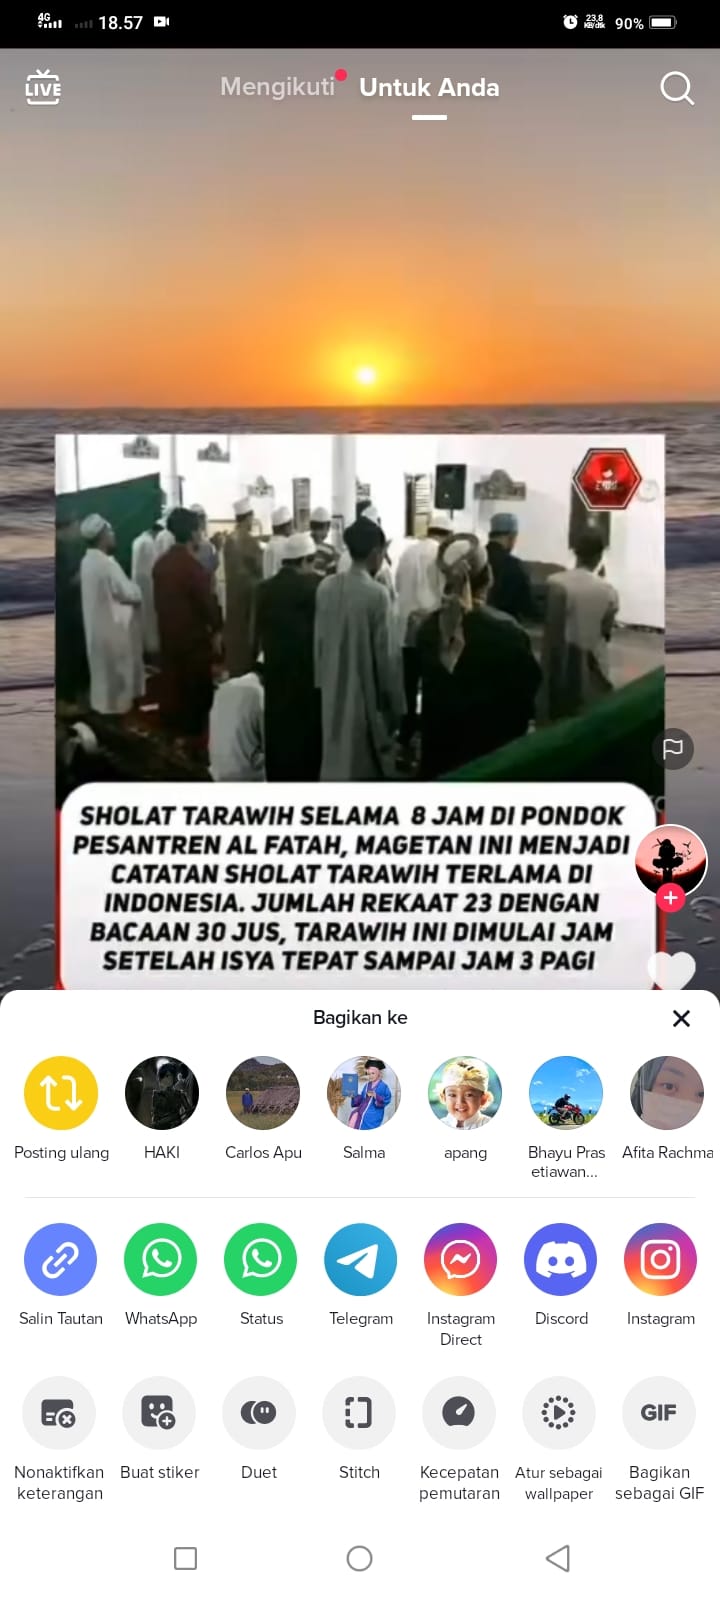 4G
18.57
23,8
KB/dtk
90%
LIVE
Mengikuti
Untuk Anda
SHOLAT TARAWIH SELAMA 8 JAM DI PONDOK
PESANTREN AL FATAH, MAGETAN INI MENJADI
CATATAN SHOLAT TARAWIH TERLAMA DI
INDONESIA. JUMLAH REKAAT 23 DENGAN
BACAAN 30 JUS, TARAWIH INI DIMULAI JAM
SETELAH ISYA TEPAT SAMPAI JAM 3 PAGI
Bagikan ke
Posting ulang
HAKI
Carlos Apu
Salma
apang
Bhayu Pras
etiawan...
Afita Rachma
Salin Tautan
WhatsApp
Status
Telegram
Instagram
Direct
Discord
Instagram
GIF
Nonaktifkan
keterangan
Buat stiker
Duet
Stitch
Kecepatan
pemutaran
Atur sebagai
wallpaper
Bagikan
sebagai GIF